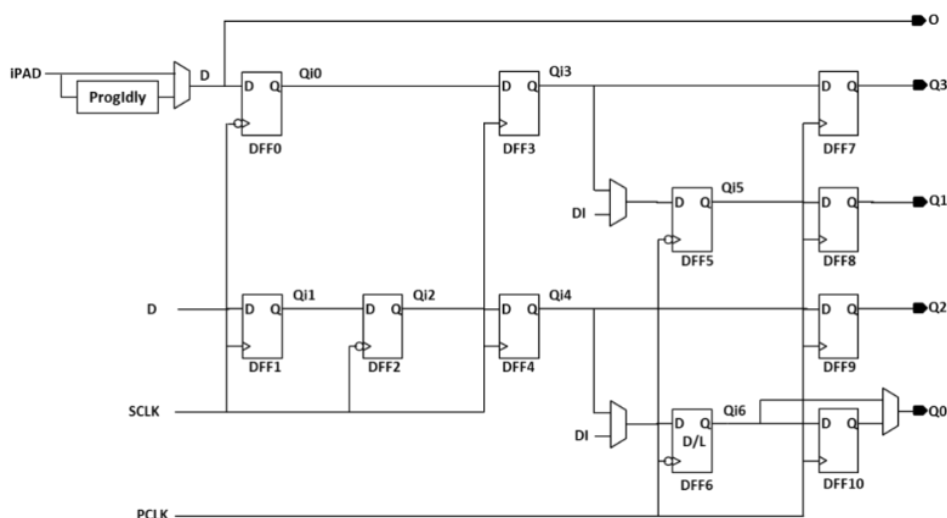 O
iPAD
D
Qi0
Qi3
D Q
D Q
D Q
Q3
ProgIdly
DFF0
DFF3
DFF7
Qi5
DI
D Q
D Q
Q1
DFF5
DFF8
D
Qi1
Qi2
Qi4
D Q
D Q
D Q
D Q
Q2
DFF1
DFF2
DFF4
DFF9
SCLK
Qi6
Q0
DI
D Q
D/L
D Q
DFF6
DFF10
PCLK